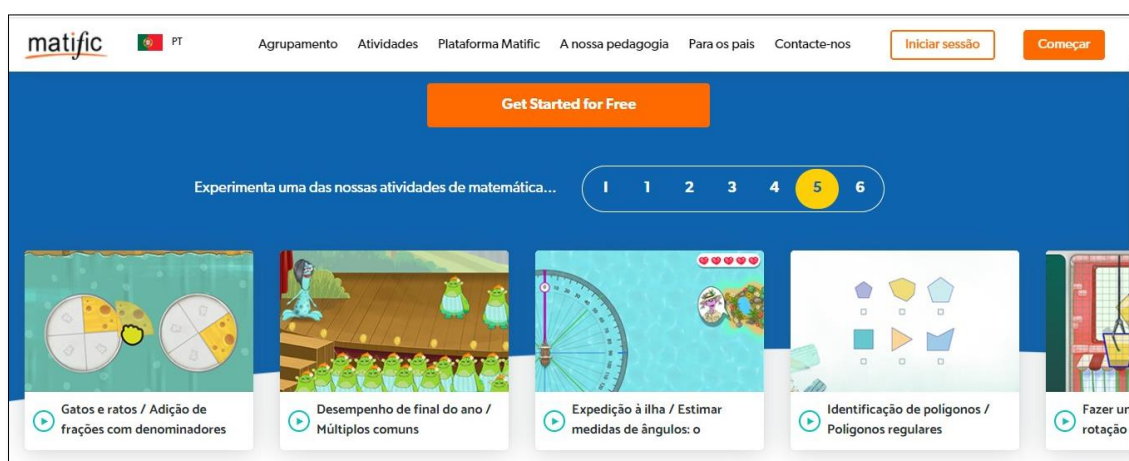 matific
PT
Agrupamento Atividades Plataforma Matific A nossa pedagogia Para os pais Contacte-nos Iniciar sessão Começar
Get Started for Free
Experimenta uma das nossas atividades de matemática... I 1 2 3 4 5 6
Gatos e ratos / Adição de
frações com denominadores
Desempenho de final do ano /
Múltiplos comuns
Expedição à ilha / Estimar
medidas de ângulos: o
Identificação de polígonos /
Polígonos regulares
Fazer
rotação